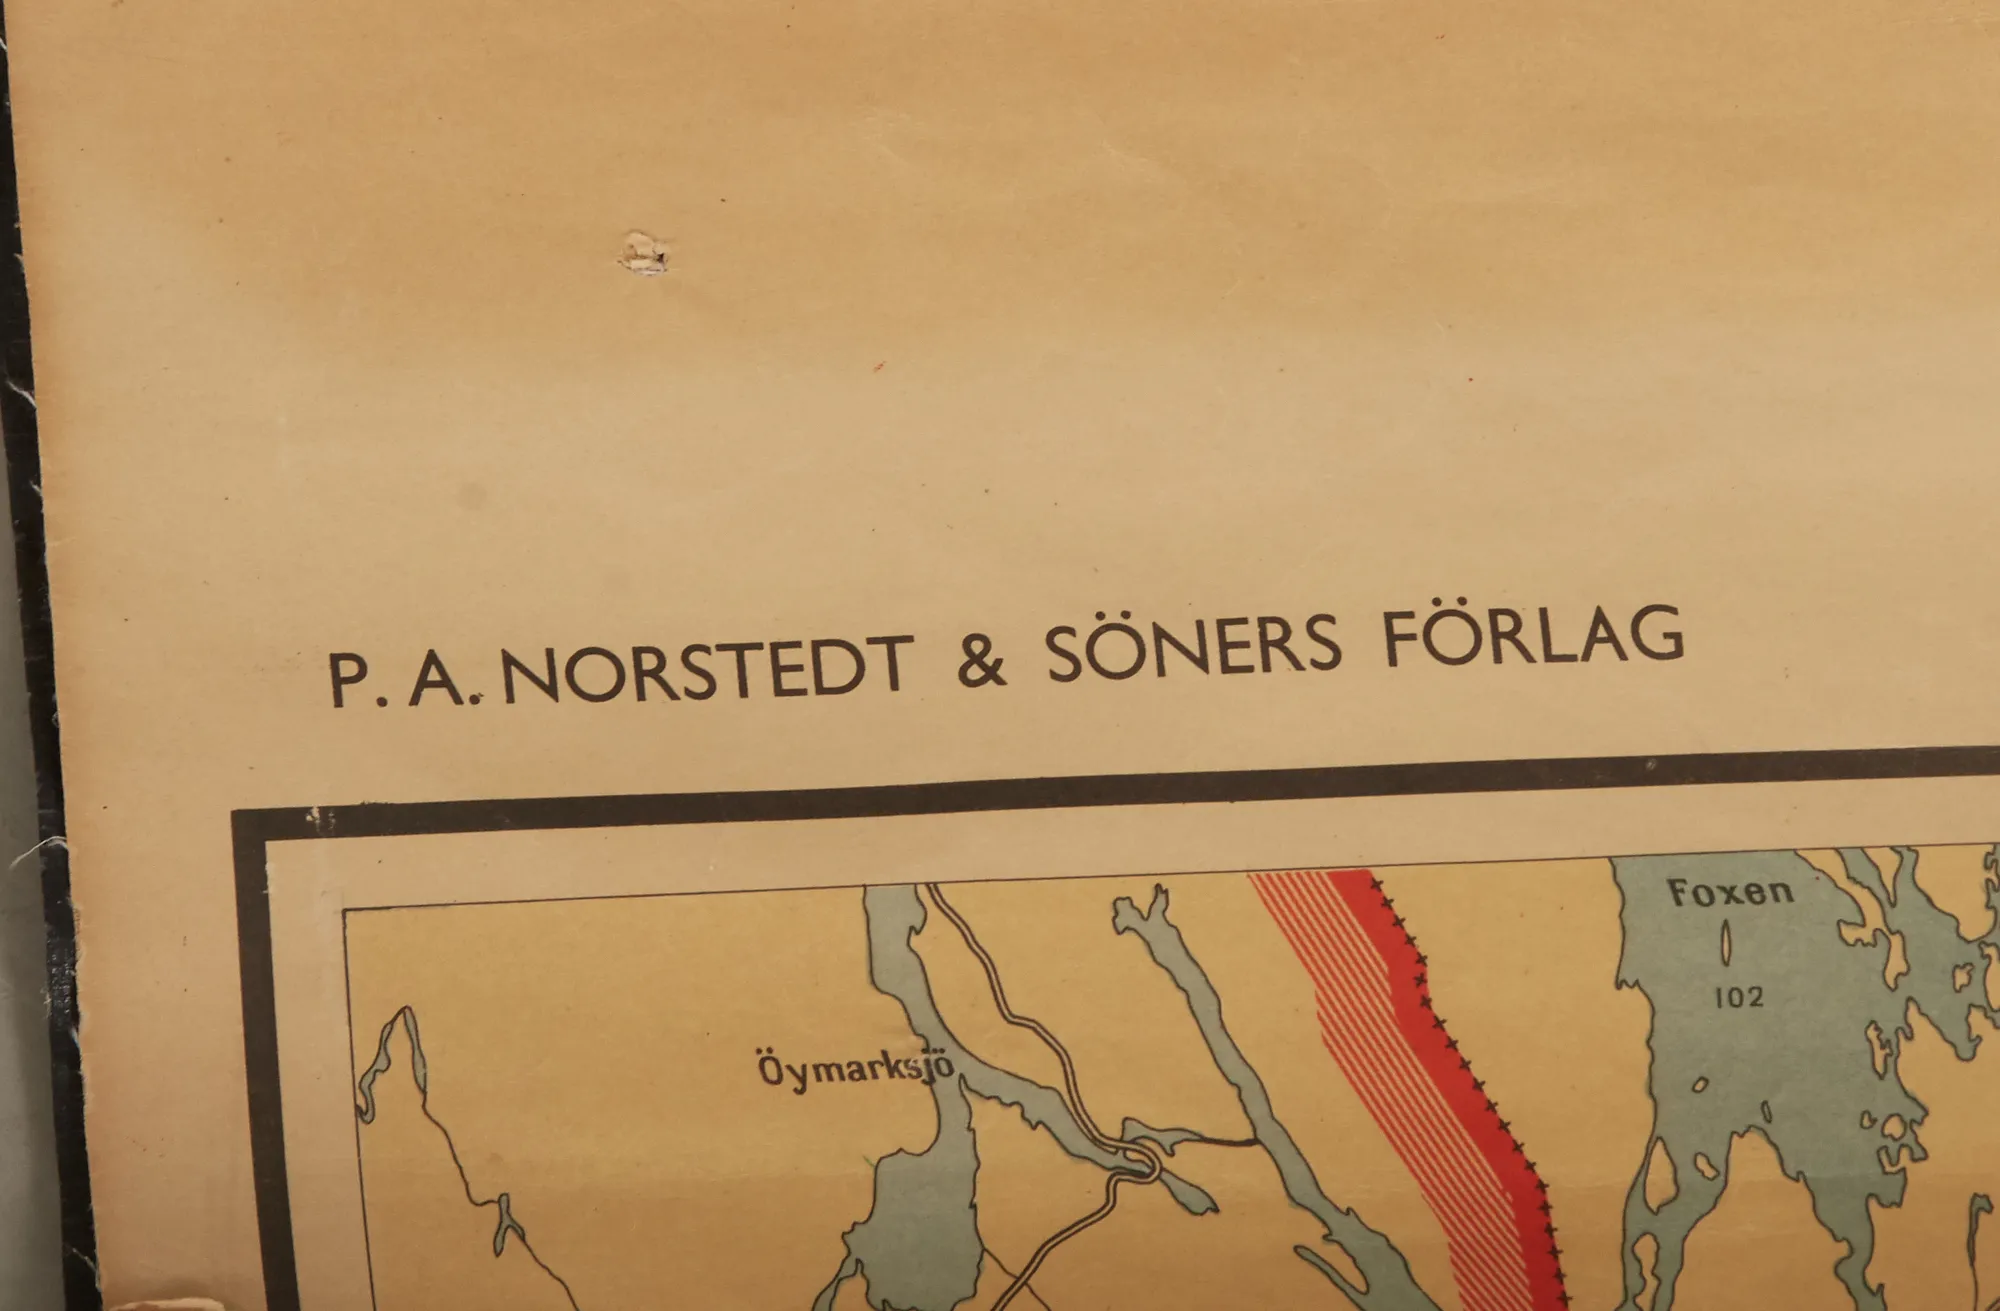 P. A. NORSTEDT & SÖNERS FÖRLAG
Foxen
102
Öymarksjö